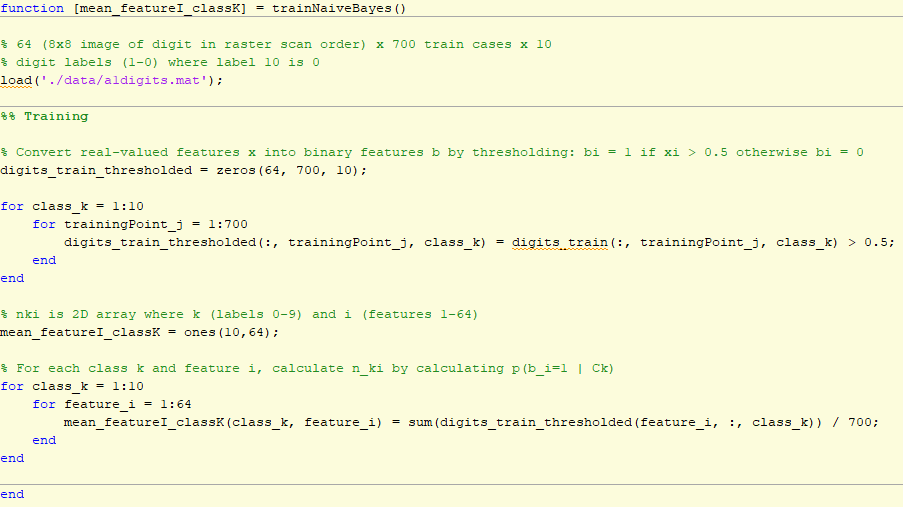 function [mean_featureI_classK] = trainNaiveBayes()
% 64 (8x8 image of digit in raster scan order) x 700 train cases x 10
% digit labels (1-0) where label 10 is 0
load('./data/a1digits.mat');
%% Training
% Convert real-valued features x into binary features b by thresholding: bi = 1 if xi > 0.5 otherwise bi = 0
digits_train_thresholded = zeros(64, 700, 10);
for class_k = 1:10
    for trainingPoint_j = 1:700
        digits_train_thresholded(:, trainingPoint_j, class_k) = digits_train(:, trainingPoint_j, class_k) > 0.5;
    end
end
% nki is 2D array where k (labels 0-9) and i (features 1-64)
mean_featureI_classK = ones(10,64);
% For each class k and feature i, calculate n_ki by calculating p(b_i=1 | Ck)
for class_k = 1:10
    for feature_i = 1:64
        mean_featureI_classK(class_k, feature_i) = sum(digits_train_thresholded(feature_i, :, class_k)) / 700;
    end
end
end